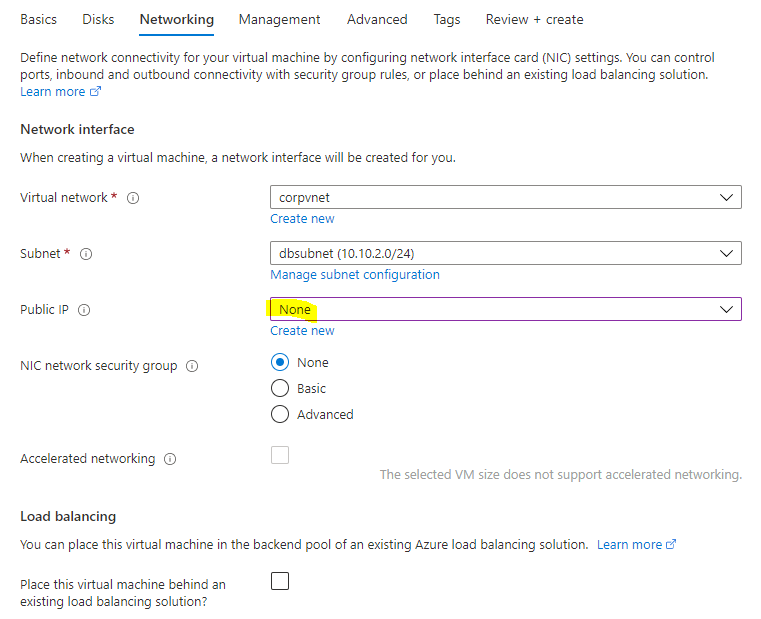 Basics Disks Networking Management Advanced Tags Review + create
Define network connectivity for your virtual machine by configuring network interface card (NIC) settings. You can control
ports, inbound and outbound connectivity with security group rules, or place behind an existing load balancing solution.
Learn more
Network interface
When creating a virtual machine, a network interface will be created for you.
Virtual network *
corpvnet
Create new
Subnet *
dbsubnet (10.10.2.0/24)
Manage subnet configuration
Public IP
None
Create new
NIC network security group
None
Basic
Advanced
Accelerated networking
The selected VM size does not support accelerated networking.
Load balancing
You can place this virtual machine in the backend pool of an existing Azure load balancing solution. Learn more
Place this virtual machine behind an
existing load balancing solution?